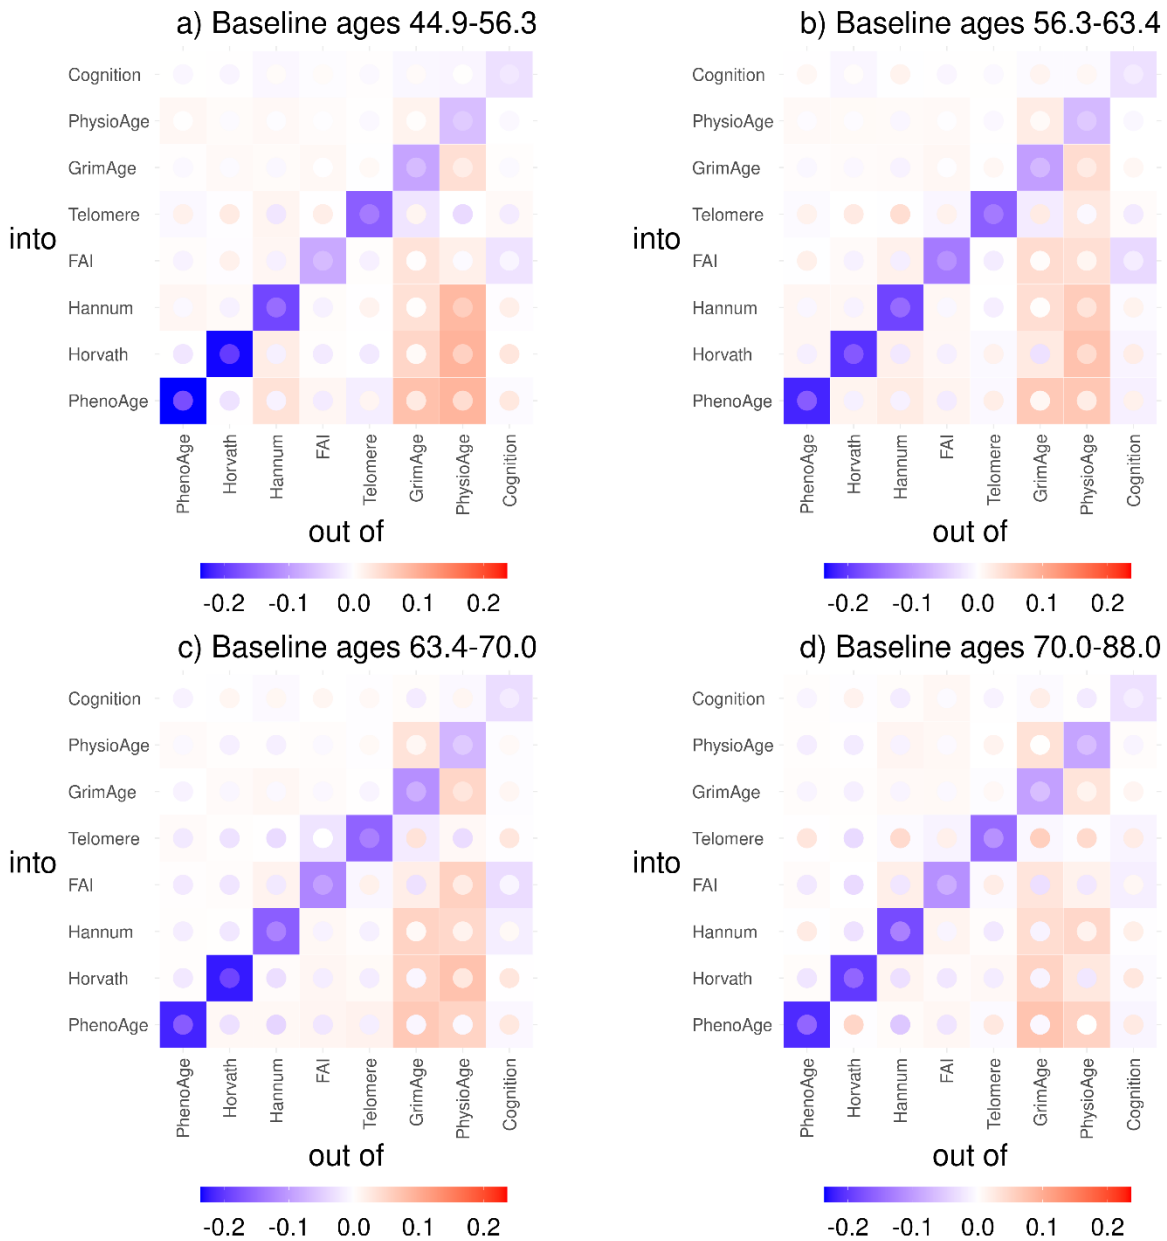 a) Baseline ages 44.9-56.3
Cognition
PhysioAge
GrimAge
Telomere
FAI
Hannum
Horvath
PhenoAge
into
PhenoAge
Horvath
Hannum
FAI
Telomere
GrimAge
PhysioAge
Cognition
out of
-0.2 -0.1 0.0 0.1 0.2
b) Baseline ages 56.3-63.4
Cognition
PhysioAge
GrimAge
Telomere
FAI
Hannum
Horvath
PhenoAge
into
PhenoAge
Horvath
Hannum
FAI
Telomere
GrimAge
PhysioAge
Cognition
out of
-0.2 -0.1 0.0 0.1 0.2
c) Baseline ages 63.4-70.0
Cognition
PhysioAge
GrimAge
Telomere
FAI
Hannum
Horvath
PhenoAge
into
PhenoAge
Horvath
Hannum
FAI
Telomere
GrimAge
PhysioAge
Cognition
out of
-0.2 -0.1 0.0 0.1 0.2
d) Baseline ages 70.0-88.0
Cognition
PhysioAge
GrimAge
Telomere
FAI
Hannum
Horvath
PhenoAge
into
PhenoAge
Horvath
Hannum
FAI
Telomere
GrimAge
PhysioAge
Cognition
out of
-0.2 -0.1 0.0 0.1 0.2